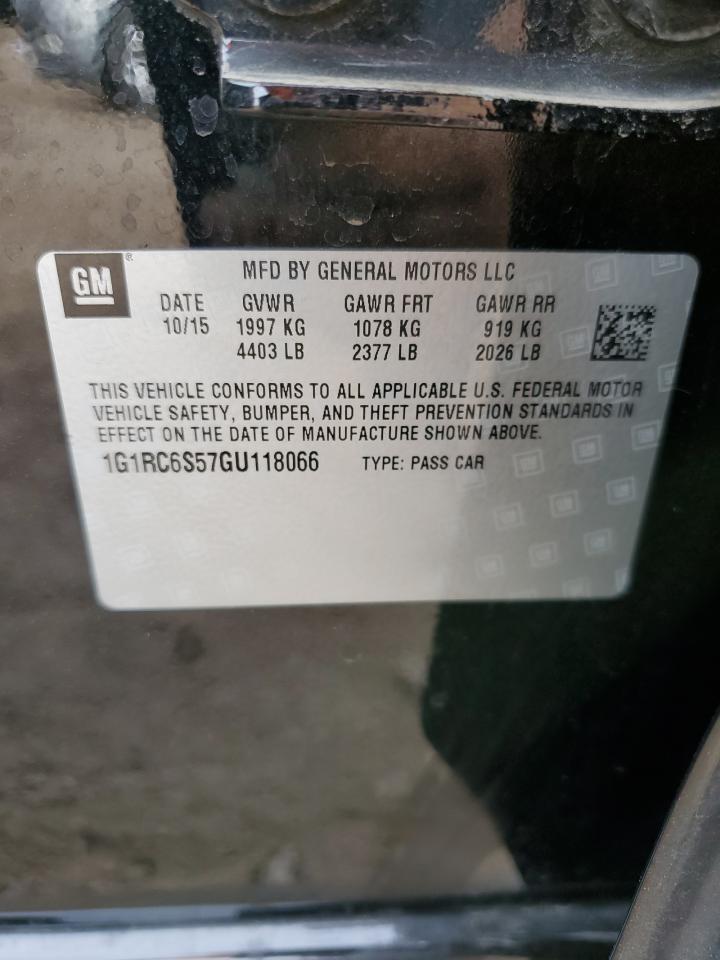 GM®
MFD BY GENERAL MOTORS LLC
DATE GVWR GAWR FRT GAWR RR
10/15 1997 KG 1078 KG 919 KG
4403 LB 2377 LB 2026 LB
THIS VEHICLE CONFORMS TO ALL APPLICABLE U.S. FEDERAL MOTOR
VEHICLE SAFETY, BUMPER, AND THEFT PREVENTION STANDARDS IN
EFFECT ON THE DATE OF MANUFACTURE SHOWN ABOVE.
1G1RC6S57GU118066 TYPE: PASS CAR